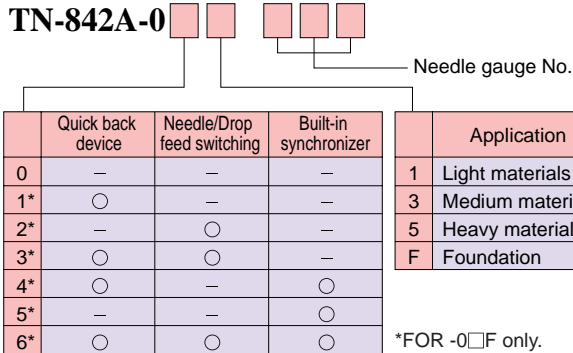 TN-842A-0□□ □□□
Needle gauge No.
Quick back device Needle/Drop feed switching Built-in synchronizer
0 – – –
1* ○ – –
2* – ○ –
3* ○ ○ –
4* ○ – ○
5* – – ○
6* ○ ○ ○
Application
1 Light materials
3 Medium materi
5 Heavy material
F Foundation
*FOR -0□F only.